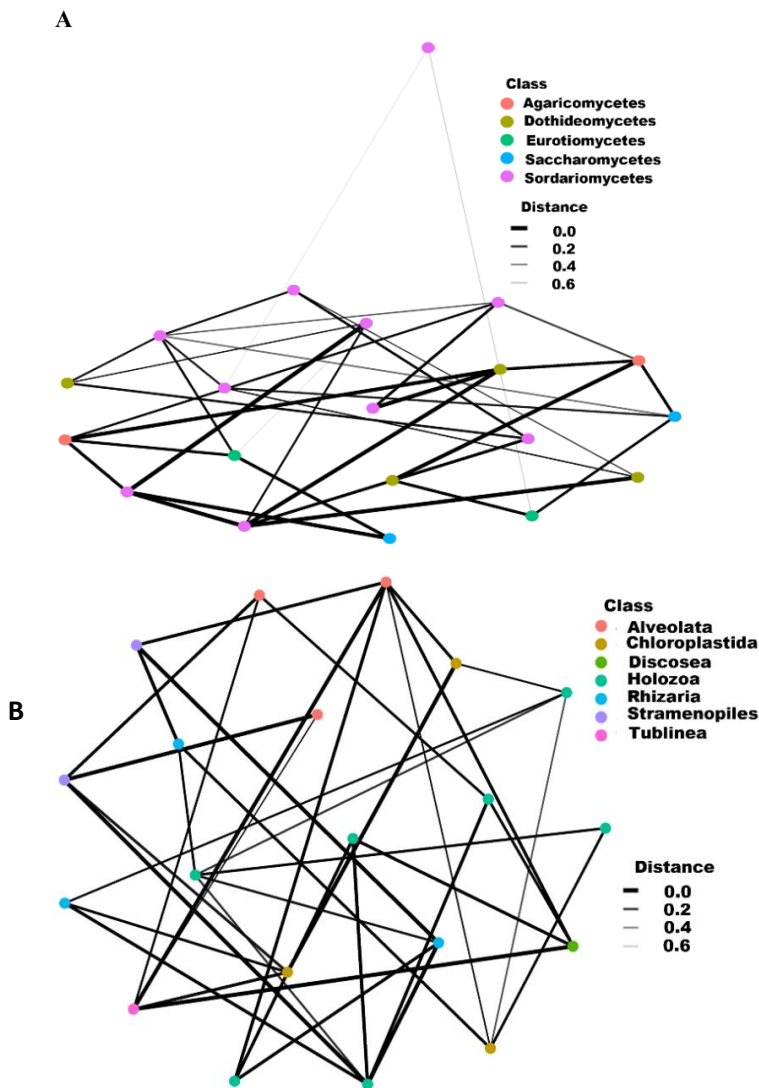 A
Class
Agaricomycetes
Dothideomycetes
Eurotiomycetes
Saccharomycetes
Sordariomycetes
Distance
0.0
0.2
0.4
0.6
B
Class
Alveolata
Chloroplastida
Discosea
Holozoa
Rhizaria
Stramenopiles
Tublinea
Distance
0.0
0.2
0.4
0.6